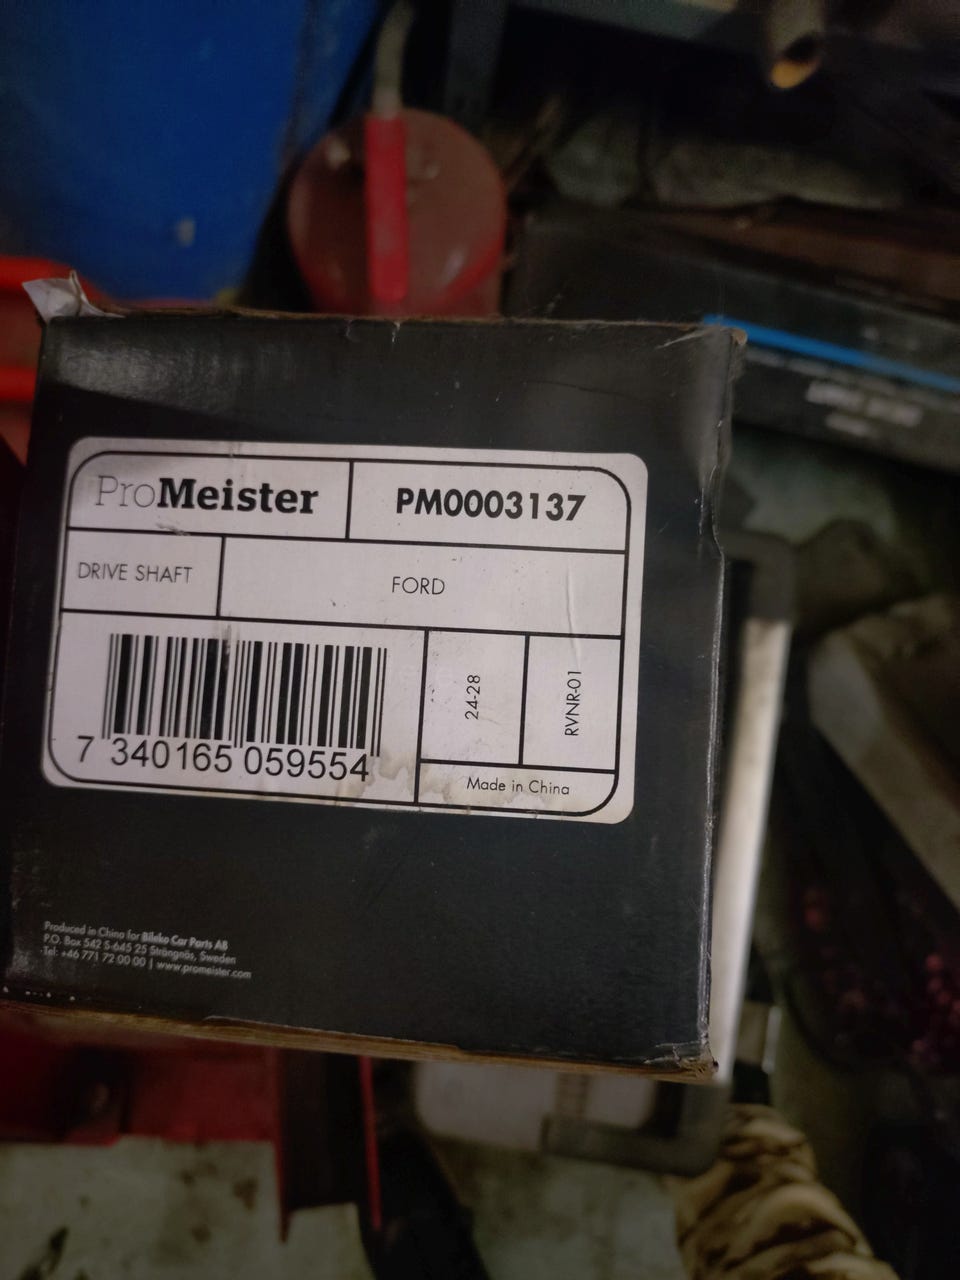 ProMeister
PM0003137
DRIVE SHAFT
FORD
7 340165 059554
24-28
RVNR-01
Made in China
Produced in China for Bileko Car Parts AB
P.O. Box 542 S-645 25 Strängnäs, Sweden
Tel: +46 771 72 00 00 | www.promeister.com